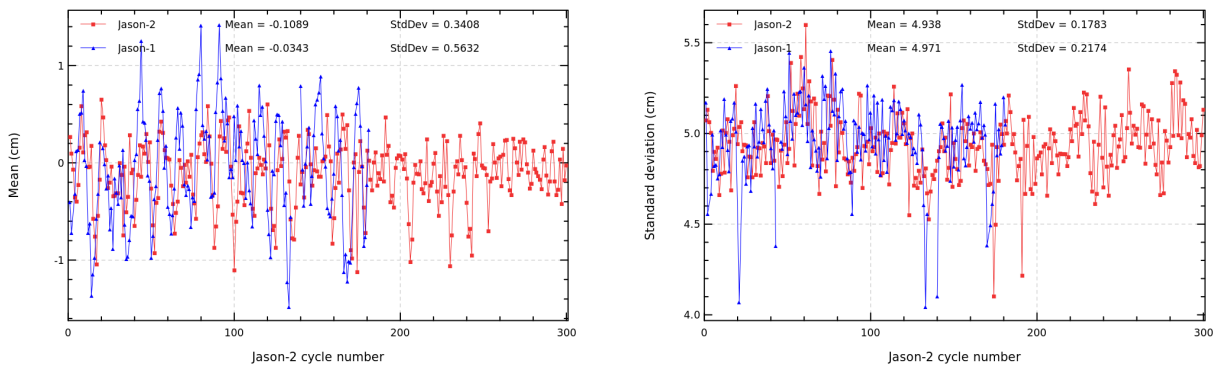 Jason-2 Mean = -0.1089 StdDev = 0.3408
Jason-1 Mean = -0.0343 StdDev = 0.5632
1
0
-1
Mean (cm)
0 100 200 300
Jason-2 cycle number
Jason-2 Mean = 4.938 StdDev = 0.1783
Jason-1 Mean = 4.971 StdDev = 0.2174
5.5
5.0
4.5
4.0
Standard deviation (cm)
0 100 200 300
Jason-2 cycle number